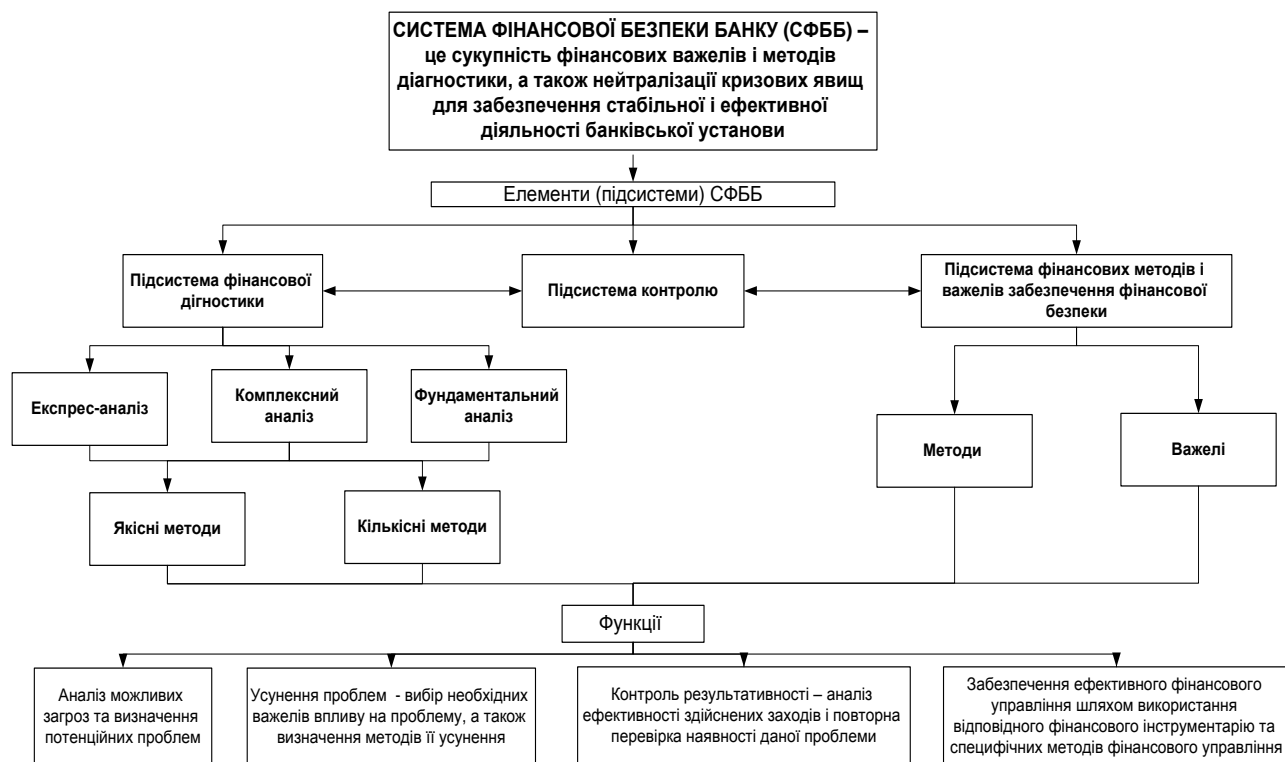 СИСТЕМА ФІНАНСОВОЇ БЕЗПЕКИ БАНКУ (СФББ) –
це сукупність фінансових важелів і методів
діагностики, а також нейтралізації кризових явищ
для забезпечення стабільної і ефективної
діяльності банківської установи
Елементи (підсистеми) СФББ
Підсистема фінансової
дігностики
Підсистема контролю
Підсистема фінансових методів і
важелів забезпечення фінансової
безпеки
Експрес-аналіз
Комплексний
аналіз
Фундаментальний
аналіз
Методи
Важелі
Якісні методи
Кількісні методи
Функції
Аналіз можливих
загроз та визначення
потенційних проблем
Усунення проблем - вибір необхідних
важелів впливу на проблему, а також
визначення методів її усунення
Контроль результативності – аналіз
ефективності здійснених заходів і повторна
перевірка наявності даної проблеми
Забезпечення ефективного фінансового
управління шляхом використання
відповідного фінансового інструментарію та
специфічних методів фінансового управління